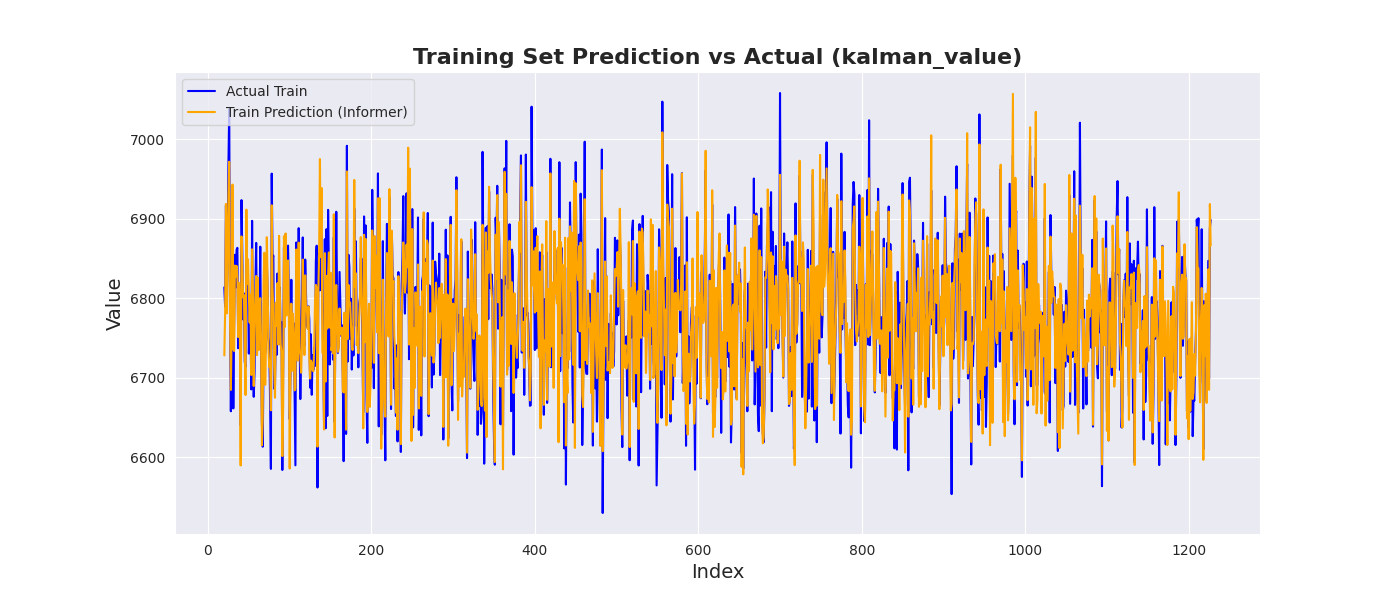 Training Set Prediction vs Actual (kalman_value)
Actual Train
Train Prediction (Informer)
Value
7000
6900
6800
6700
6600
0 200 400 600 800 1000 1200
Index